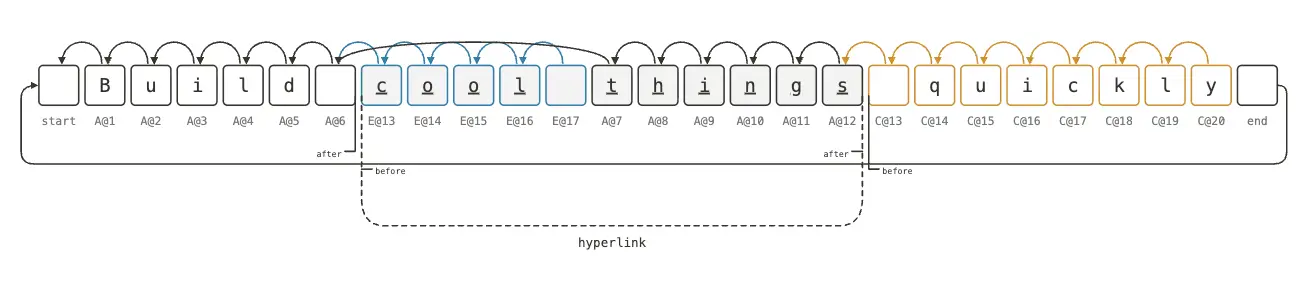 B u i l d c o o l t h i n g s q u i c k l y
start A@1 A@2 A@3 A@4 A@5 A@6 E@13 E@14 E@15 E@16 E@17 A@7 A@8 A@9 A@10 A@11 A@12 C@13 C@14 C@15 C@16 C@17 C@18 C@19 C@20 end
after after
before before
hyperlink